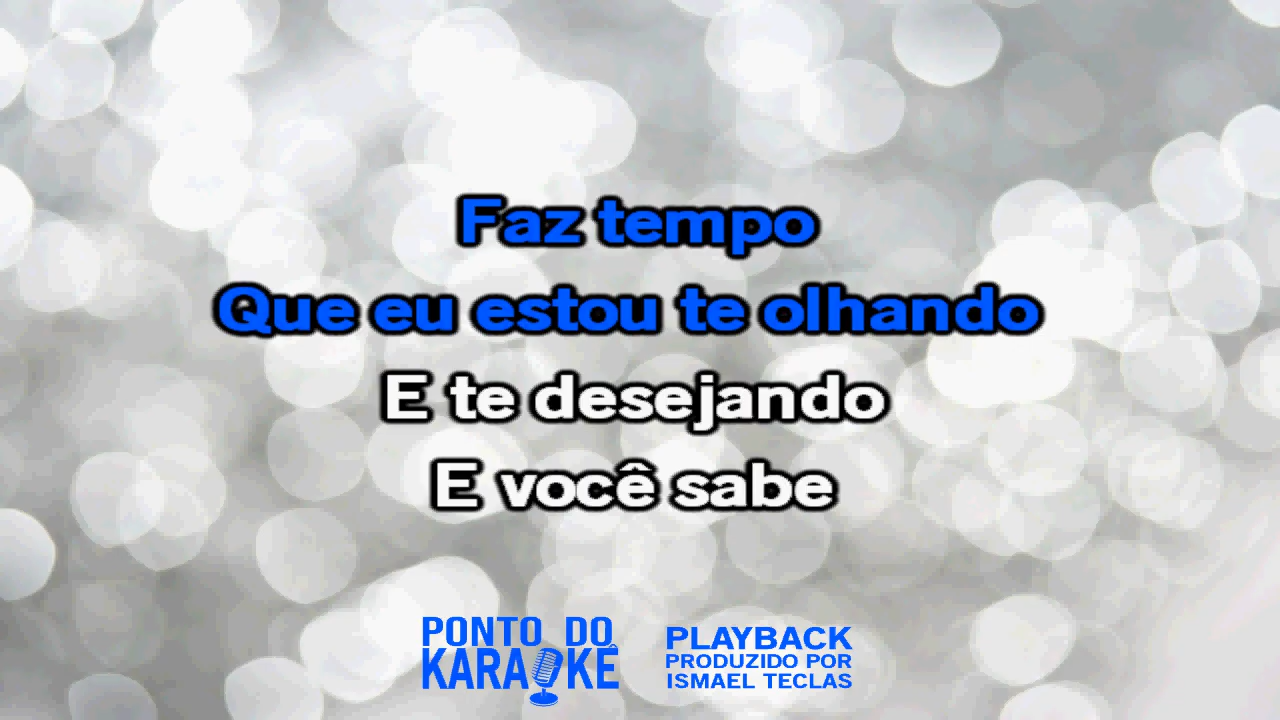 Faz tempo
Que eu estou te olhando
E te desejando
E você sabe
PONTO DO
KARAOKÊ
PLAYBACK
PRODUZIDO POR
ISMAEL TECLAS